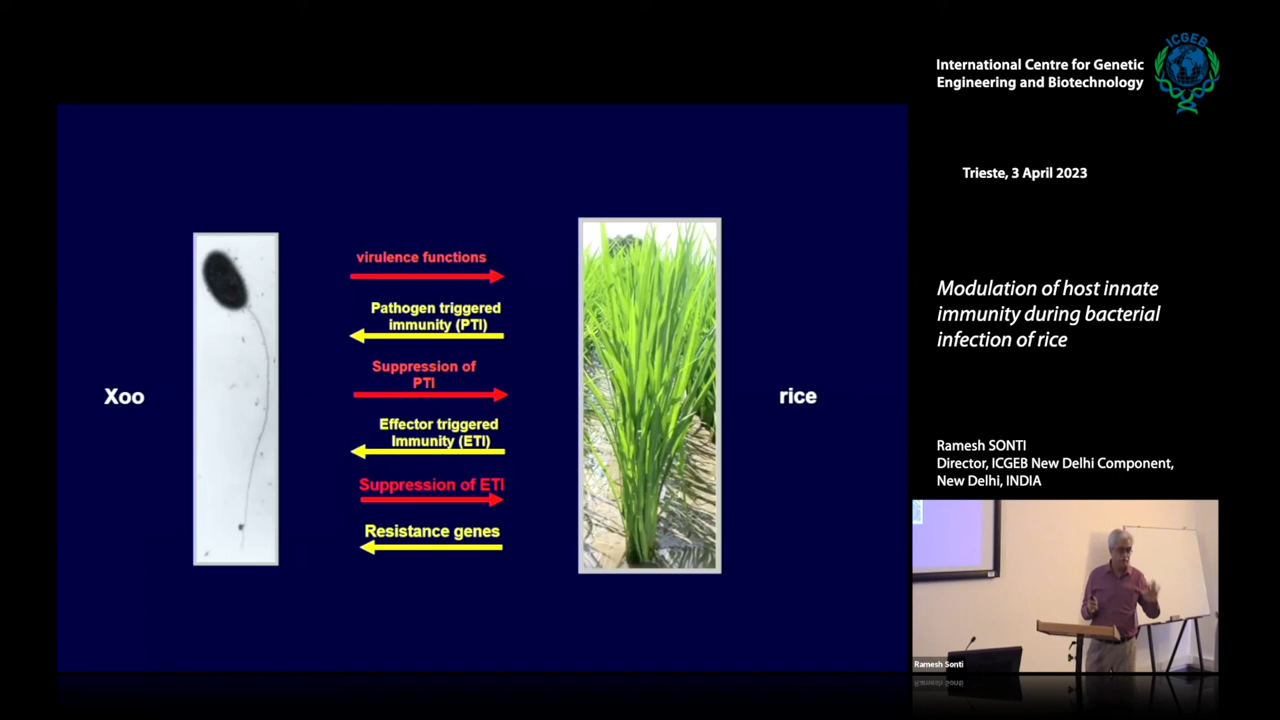 ICGEB
International Centre for Genetic
Engineering and Biotechnology
Trieste, 3 April 2023
Modulation of host innate
immunity during bacterial
infection of rice
Ramesh SONTI
Director, ICGEB New Delhi Component,
New Delhi, INDIA
Ramesh Sonti
virulence functions
Pathogen triggered
immunity (PTI)
Suppression of
PTI
Effector triggered
Immunity (ETI)
Suppression of ETI
Resistance genes
Xoo
rice